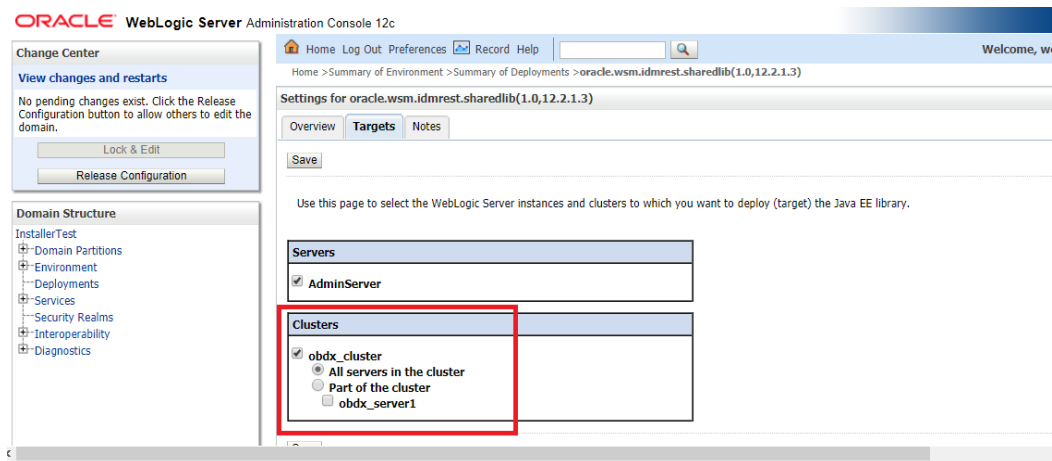 ORACLE WebLogic Server Administration Console 12c
Change Center
View changes and restarts
No pending changes exist. Click the Release
Configuration button to allow others to edit the
domain.
Lock & Edit
Release Configuration
Domain Structure
InstallerTest
Domain Partitions
Environment
Deployments
Services
Security Realms
Interoperability
Diagnostics
Home Log Out Preferences Record Help
Welcome, w
Home >Summary of Environment >Summary of Deployments >oracle.wsm.idmrest.sharedlib(1.0,12.2.1.3)
Settings for oracle.wsm.idmrest.sharedlib(1.0,12.2.1.3)
Overview Targets Notes
Save
Use this page to select the WebLogic Server instances and clusters to which you want to deploy (target) the Java EE library.
Servers
AdminServer
Clusters
obdx_cluster
All servers in the cluster
Part of the cluster
obdx_server1